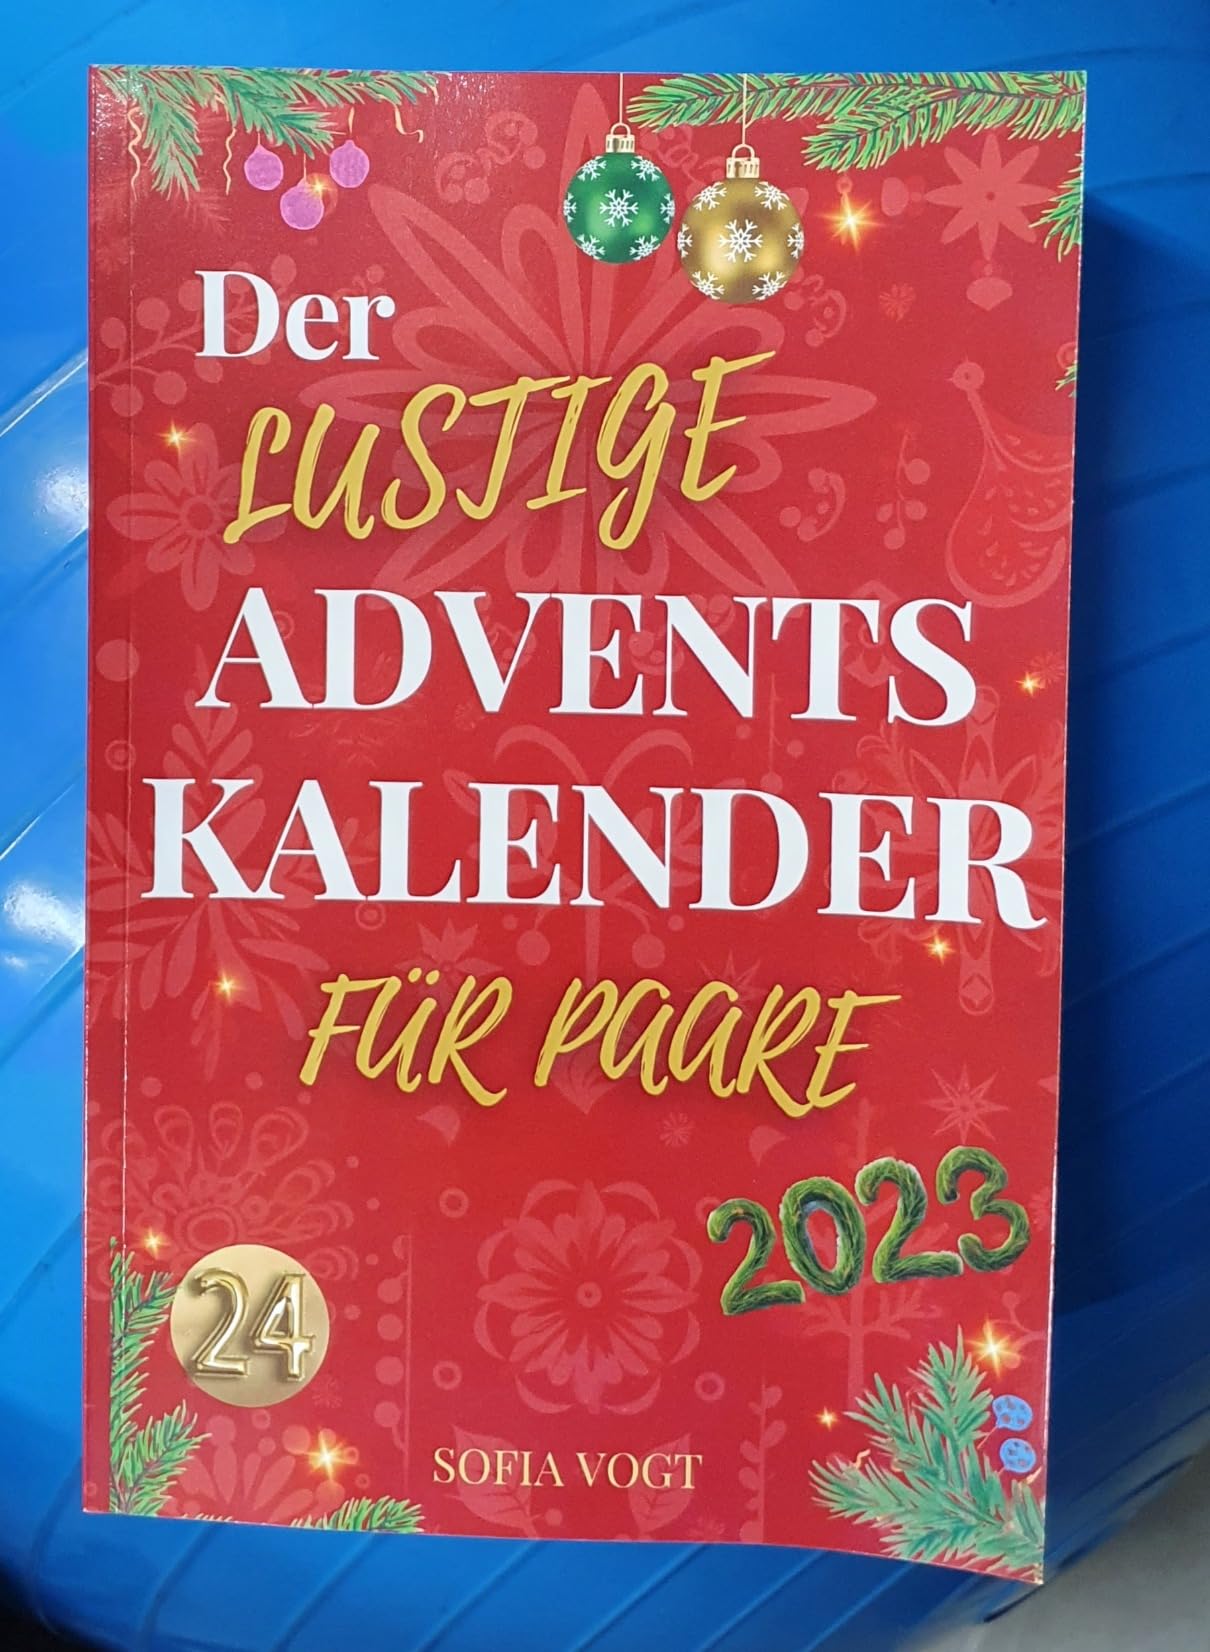 Der
LUSTIGE
ADVENTS
KALENDER
FÜR PAARE
2023
24
SOFIA VOGT